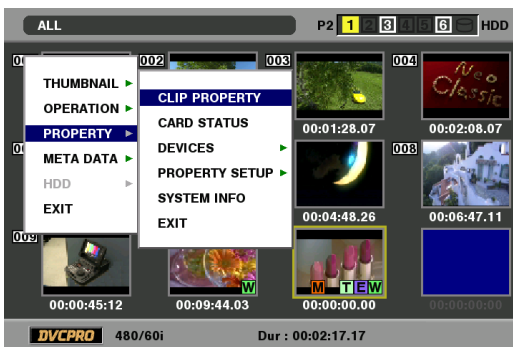 ALL P2 1 2 3 4 5 6 HDD
002 003 004
THUMBNAIL
OPERATION
PROPERTY
META DATA
HDD
EXIT
CLIP PROPERTY
CARD STATUS
DEVICES
PROPERTY SETUP
SYSTEM INFO
EXIT
Neo
Classic
00:01:28.07 00:02:08.07
008
00:04:48.26 00:06:47.11
009
W M T E W
00:00:45:12 00:09:44.03 00:00:00.00 00:00:00:00
DVCPRO 480/60i Dur : 00:02:17.17